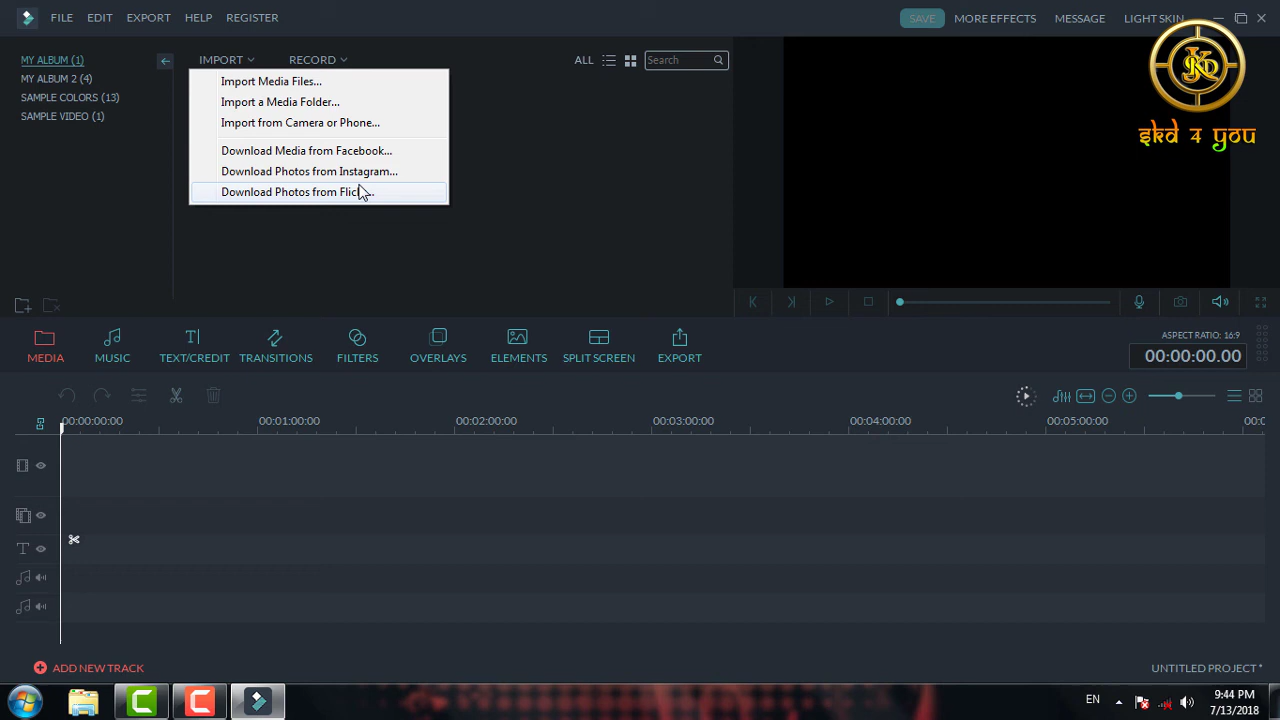 FILE EDIT EXPORT HELP REGISTER SAVE MORE EFFECTS MESSAGE LIGHT SKIN
MY ALBUM (1)
MY ALBUM 2 (4)
SAMPLE COLORS (13)
SAMPLE VIDEO (1)
IMPORT RECORD ALL Search
Import Media Files...
Import a Media Folder...
Import from Camera or Phone...
Download Media from Facebook...
Download Photos from Instagram...
Download Photos from
SKD 4 you
MEDIA MUSIC TEXT/CREDIT TRANSITIONS FILTERS OVERLAYS ELEMENTS SPLIT SCREEN EXPORT
ASPECT RATIO: 16:9
00:00:00.00
00:00:00:00 00:01:00:00 00:02:00:00 00:03:00:00 00:04:00:00 00:05:00:00
ADD NEW TRACK
UNTITLED PROJECT *
EN
9:44 PM
7/13/2018